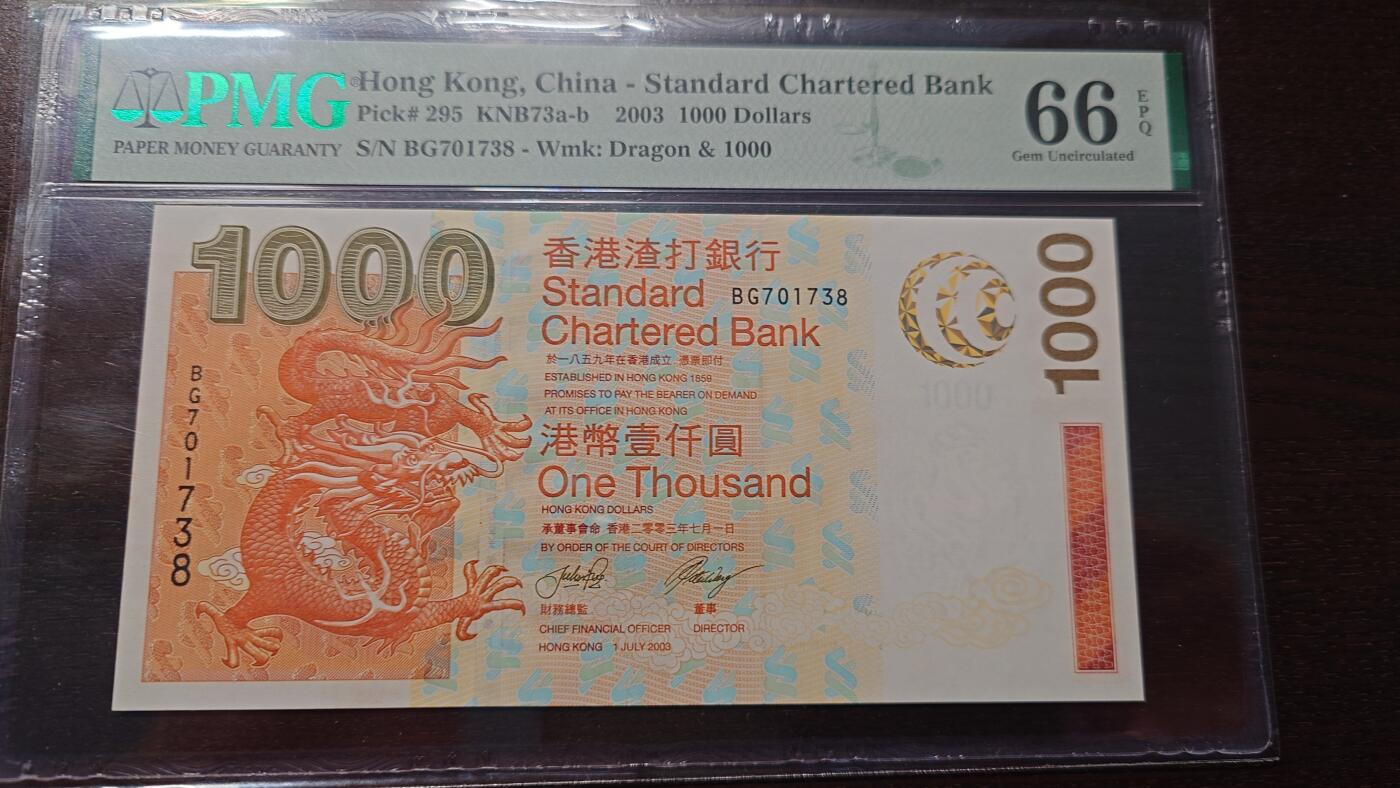 PMG®
PAPER MONEY GUARANTY
Hong Kong, China - Standard Chartered Bank
Pick# 295 KNB73a-b 2003 1000 Dollars
S/N BG701738 - Wmk: Dragon & 1000
66
EPQ
Gem Uncirculated
1000
香港渣打銀行
Standard
BG701738
Chartered Bank
於一八五九年在香港成立 憑票即付
ESTABLISHED IN HONG KONG 1859
PROMISES TO PAY THE BEARER ON DEMAND
AT ITS OFFICE IN HONG KONG
港幣壹仟圓
One Thousand
HONG KONG DOLLARS
承董事會命 香港二零零三年七月一日
BY ORDER OF THE COURT OF DIRECTORS
財務總監 董事
CHIEF FINANCIAL OFFICER DIRECTOR
HONG KONG 1 JULY 2003
BG701738
1000
1000